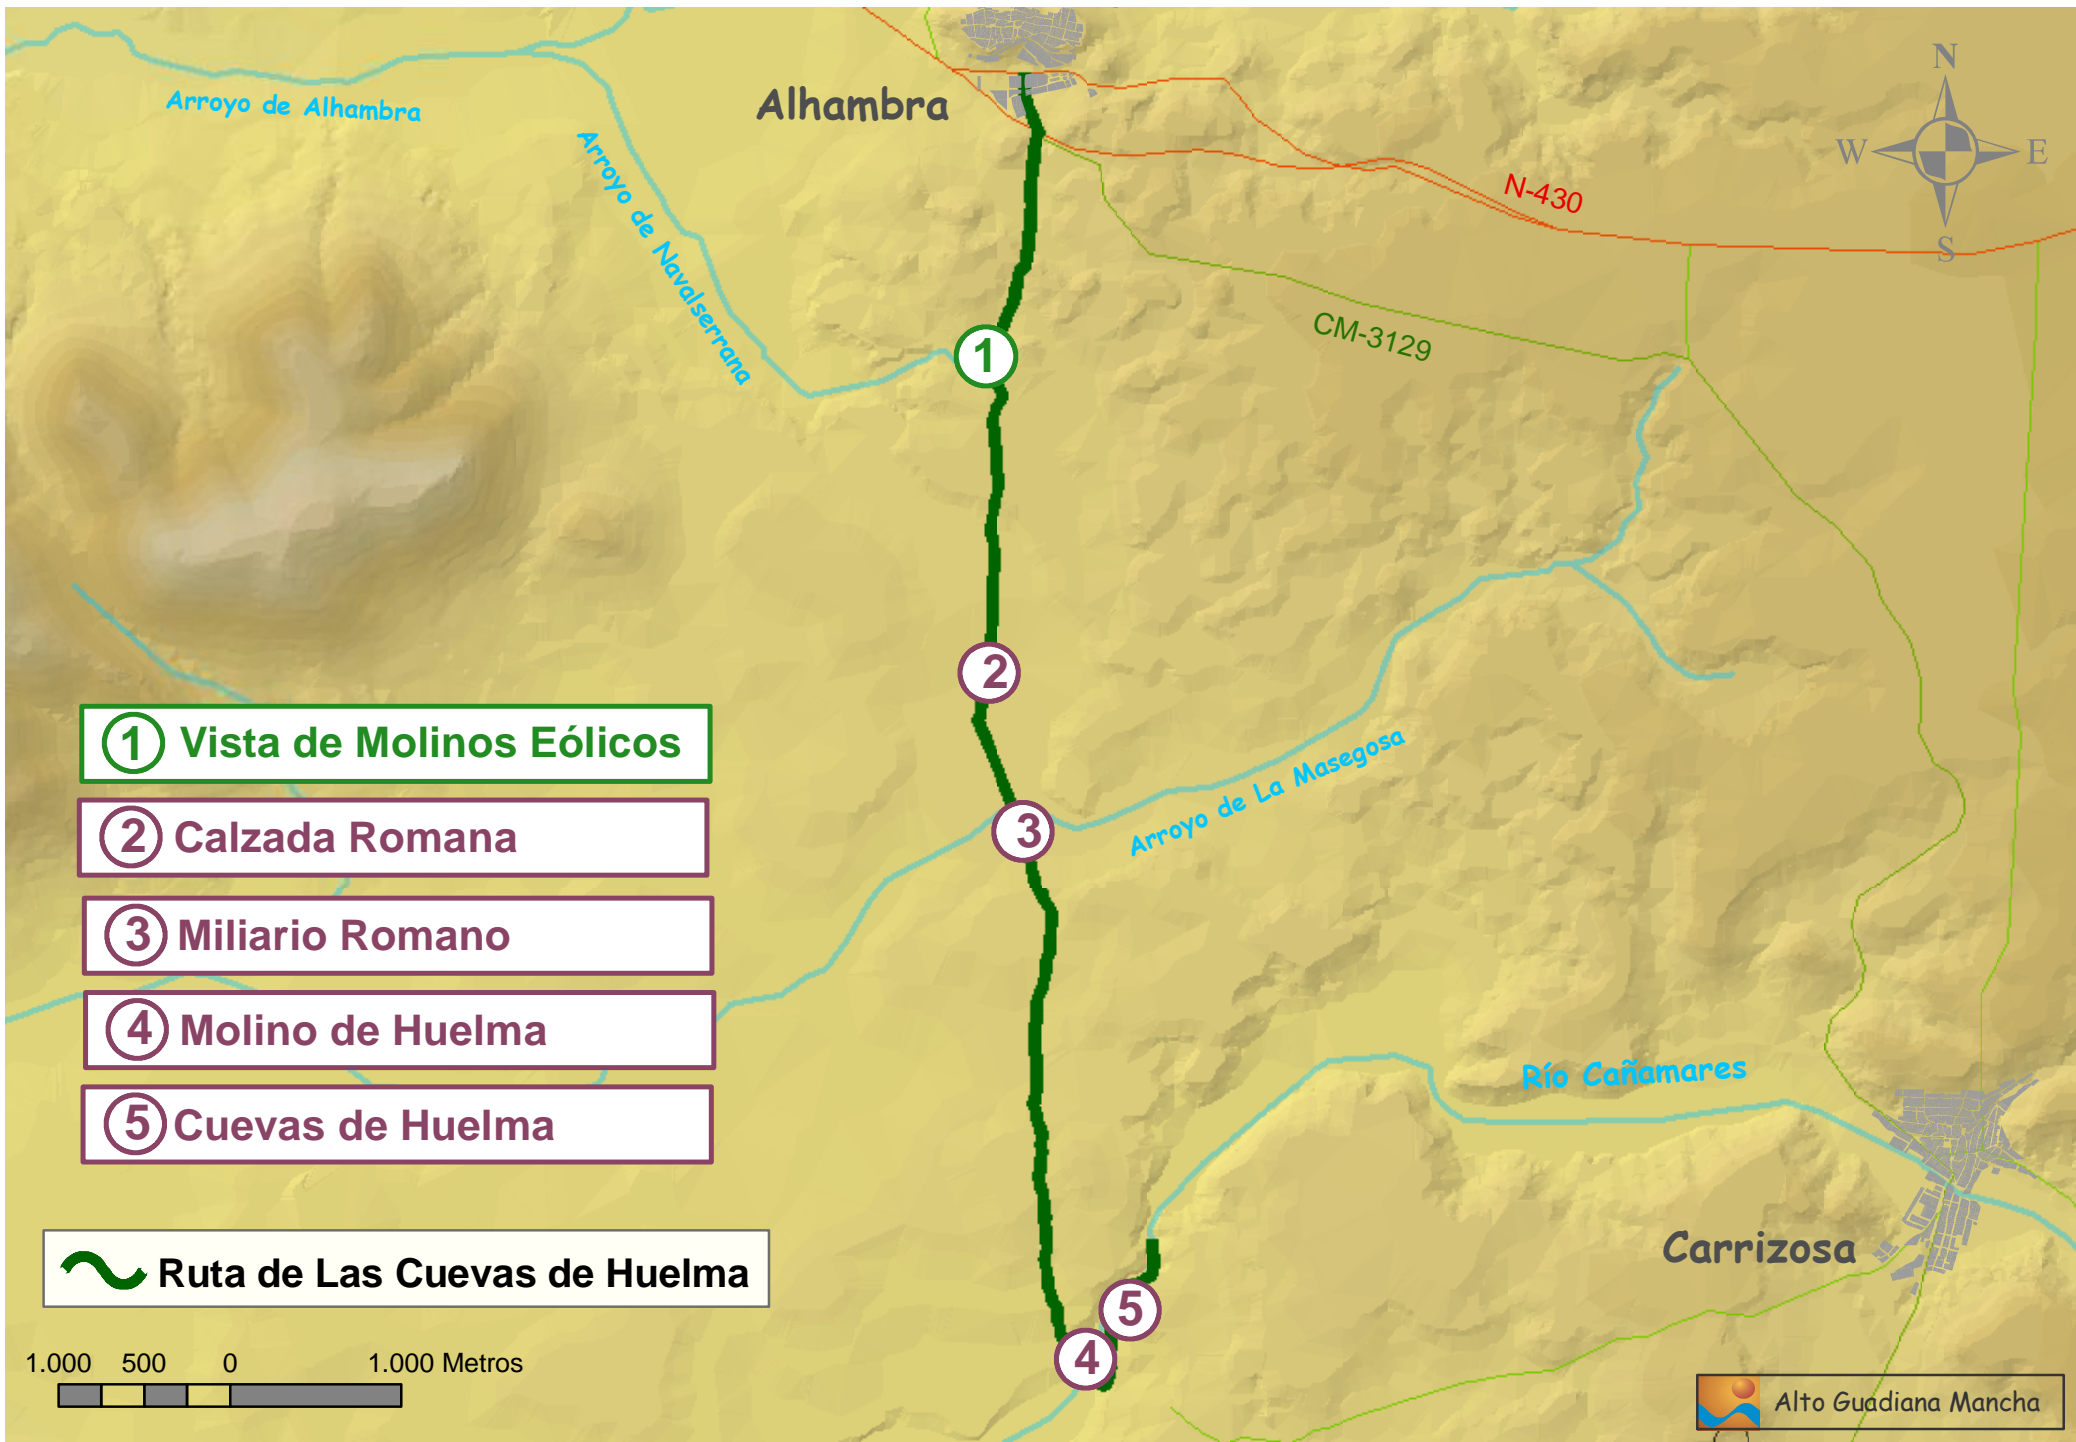 N
W
E
S
Alhambra
Arroyo de Alhambra
Arroyo de Navalserrana
N-430
CM-3129
1
2
3
4
5
Arroyo de La Masegosa
Río Cañamares
Carrizosa
1 Vista de Molinos Eólicos
2 Calzada Romana
3 Miliario Romano
4 Molino de Huelma
5 Cuevas de Huelma
Ruta de Las Cuevas de Huelma
1.000 500 0 1.000 Metros
Alto Guadiana Mancha